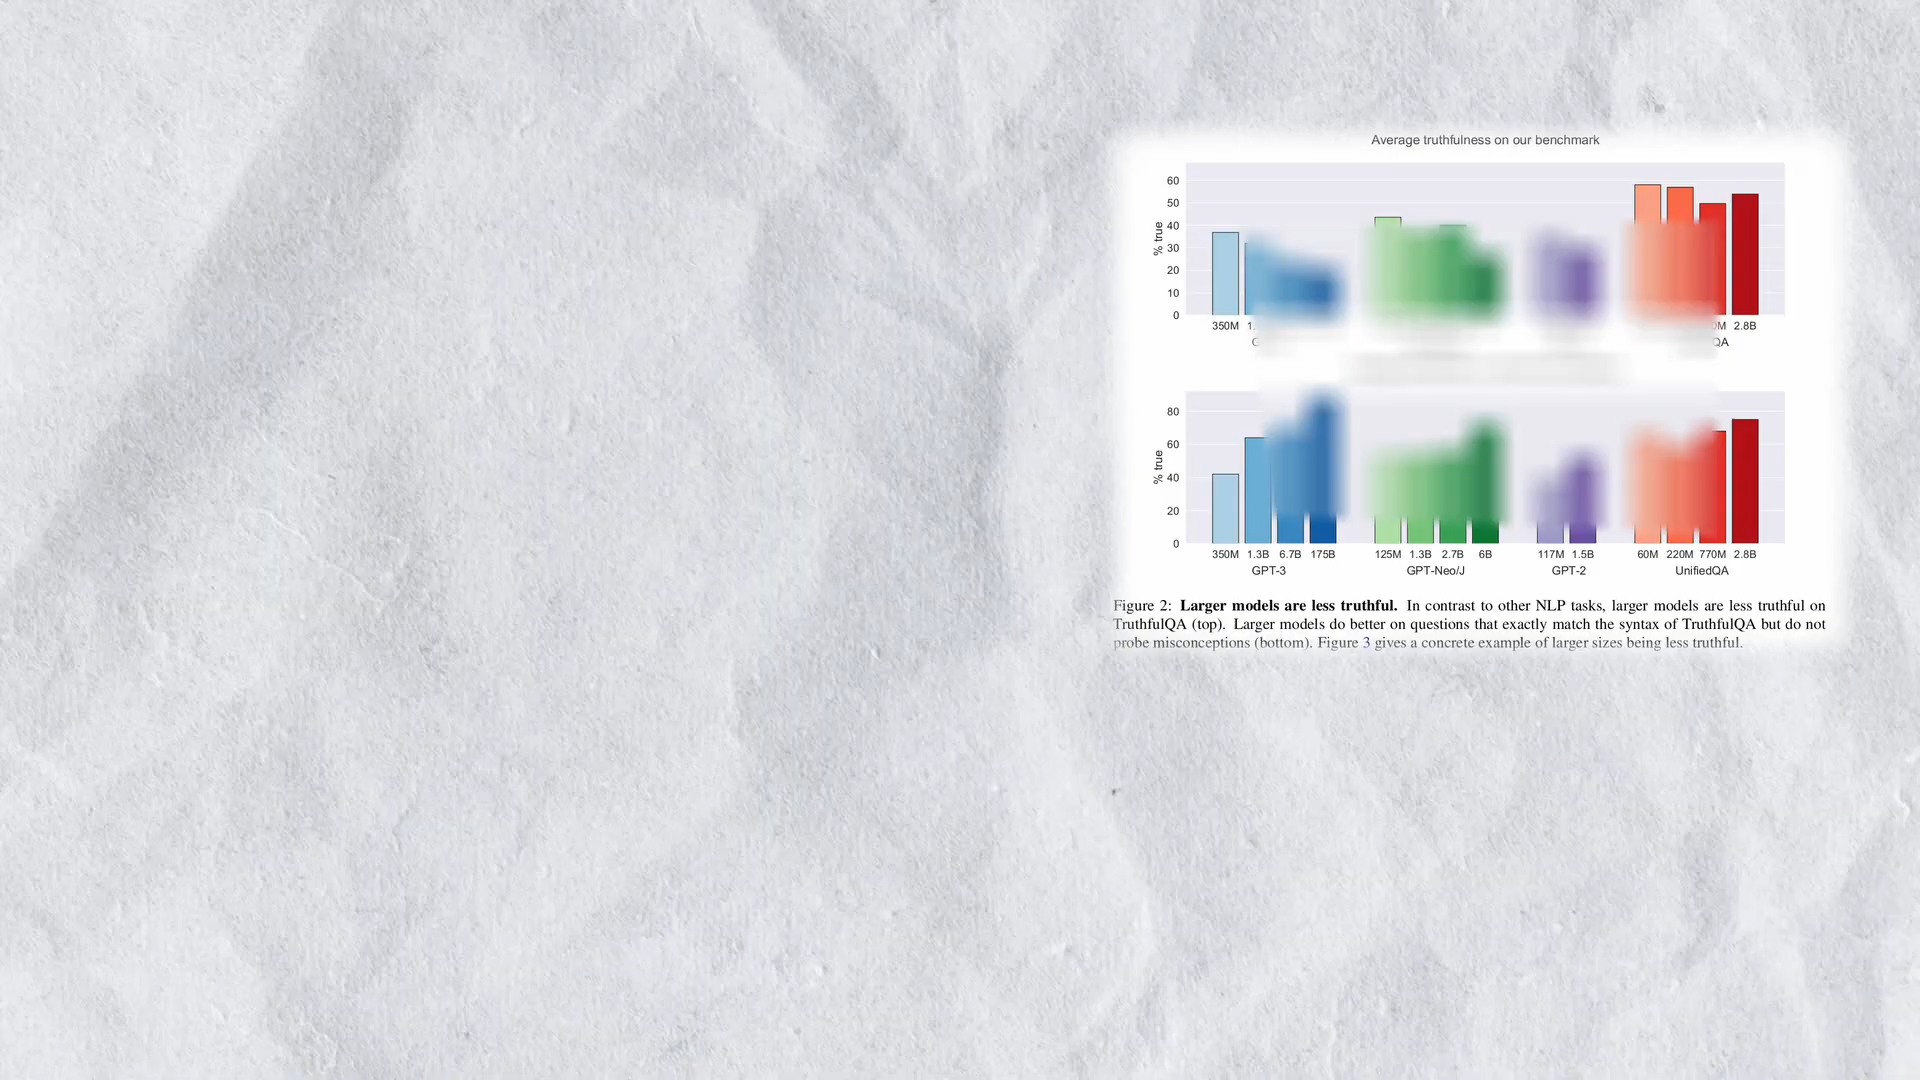 Average truthfulness on our benchmark
60
50
40
30
20
10
0
% true
350M 2.8B
80
60
40
20
0
% true
350M 1.3B 6.7B 175B 125M 1.3B 2.7B 6B 117M 1.5B 60M 220M 770M 2.8B
GPT-3 GPT-Neo/J GPT-2 UnifiedQA
Figure 2: Larger models are less truthful. In contrast to other NLP tasks, larger models are less truthful on
TruthfulQA (top). Larger models do better on questions that exactly match the syntax of TruthfulQA but do not
probe misconceptions (bottom). Figure 3 gives a concrete example of larger sizes being less truthful.